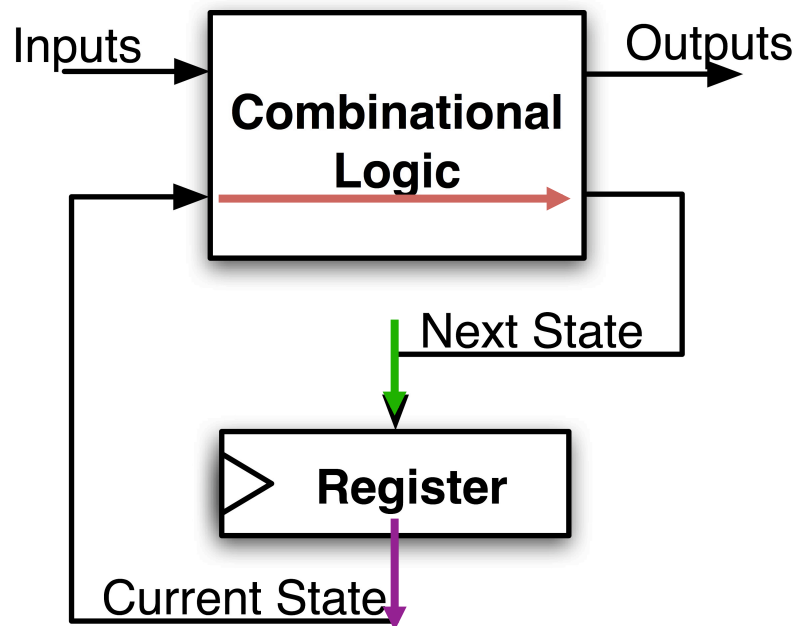 Inputs
Outputs
Combinational
Logic
Next State
Register
Current State